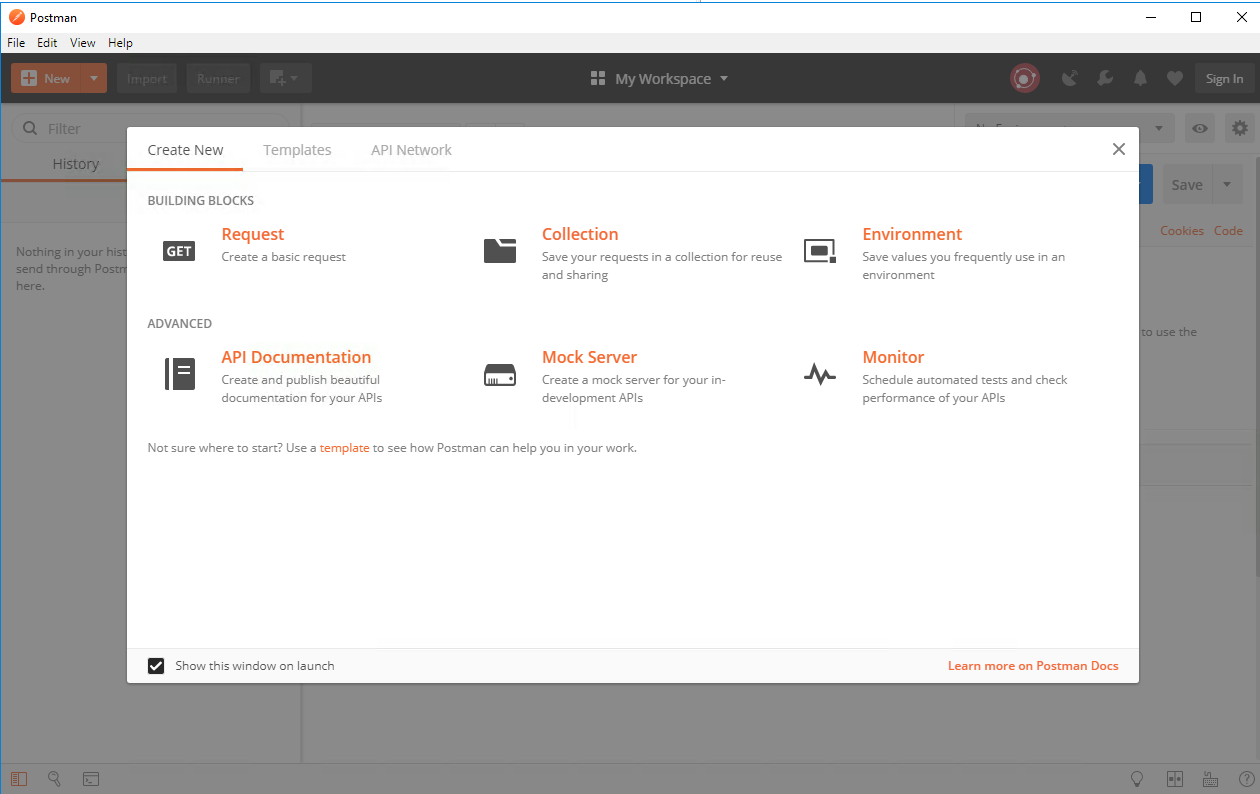 Postman
File Edit View Help
New Import Runner My Workspace Sign In
Filter
History
Save
Cookies Code
Nothing in your hist
send through Postm
here.
to use the
Create New Templates API Network
BUILDING BLOCKS
GET
Request
Create a basic request
Collection
Save your requests in a collection for reuse
and sharing
Environment
Save values you frequently use in an
environment
ADVANCED
API Documentation
Create and publish beautiful
documentation for your APIs
Mock Server
Create a mock server for your in-
development APIs
Monitor
Schedule automated tests and check
performance of your APIs
Not sure where to start? Use a template to see how Postman can help you in your work.
Show this window on launch
Learn more on Postman Docs